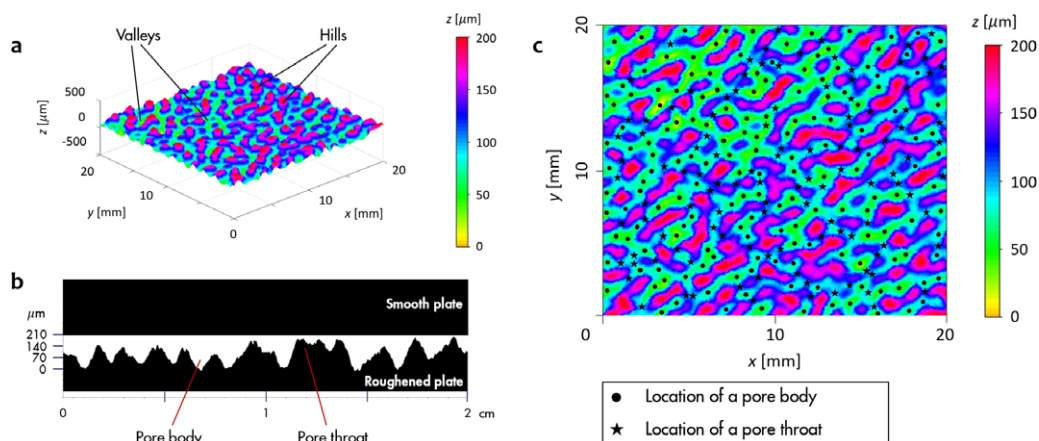 a
Valleys
Hills
z [μm]
200
150
100
50
0
500
0
-500
z [μm]
20
10
y [mm]
0
10
20
x [mm]
b
μm
210
140
70
0
Smooth plate
Roughened plate
0
1
2
cm
Pore body
Pore throat
c
z [μm]
200
150
100
50
0
20
10
0
y [mm]
0
10
20
x [mm]
Location of a pore body
Location of a pore throat